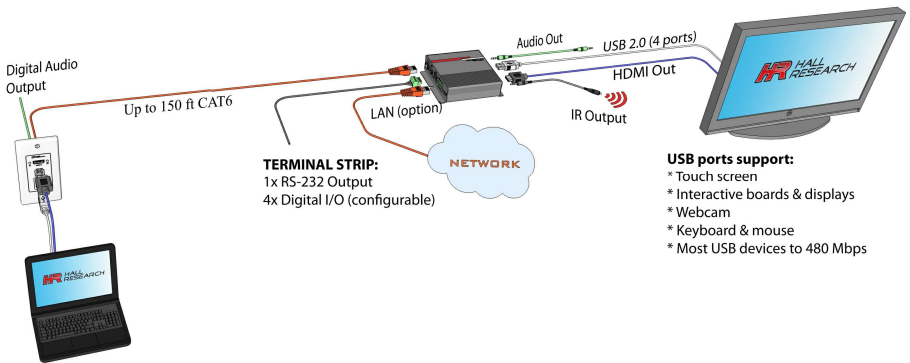 Digital Audio
Output
Up to 150 ft CAT6
LAN (option)
Audio Out
USB 2.0 (4 ports)
HDMI Out
IR Output
NETWORK
TERMINAL STRIP:
1x RS-232 Output
4x Digital I/O (configurable)
HR HALL
RESEARCH
USB ports support:
* Touch screen
* Interactive boards & displays
* Webcam
* Keyboard & mouse
* Most USB devices to 480 Mbps
HR HALL
RESEARCH